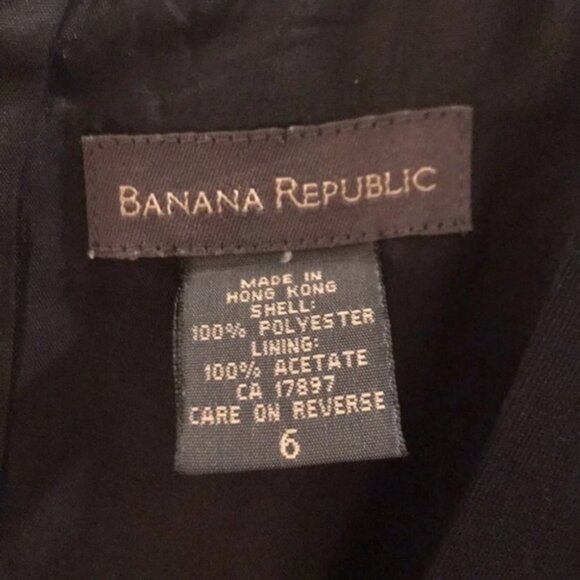 BANANA REPUBLIC
MADE IN
HONG KONG
SHELL:
100% POLYESTER
LINING:
100% ACETATE
CA 17897
CARE ON REVERSE
6